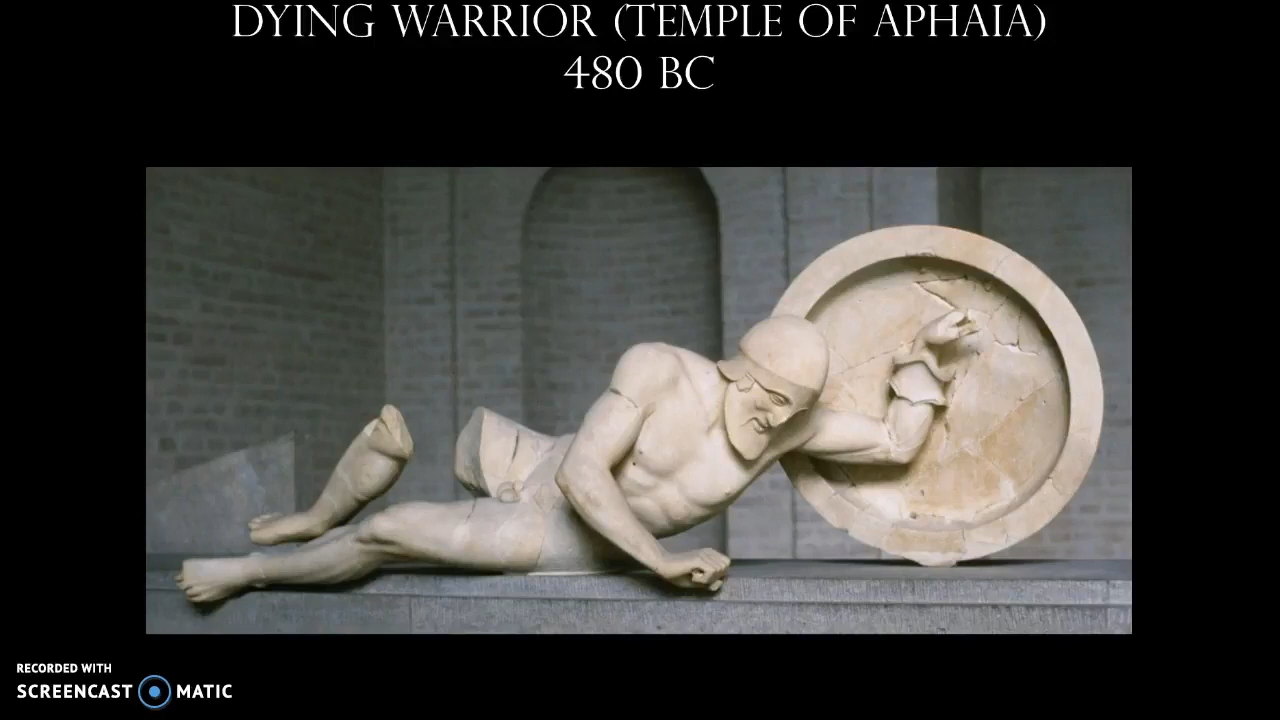 DYING WARRIOR (TEMPLE OF APHAIA)
480 BC
RECORDED WITH
SCREENCAST MATIC